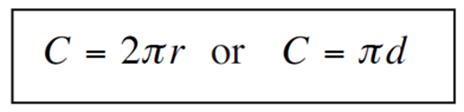 C = 2πr or C = πd